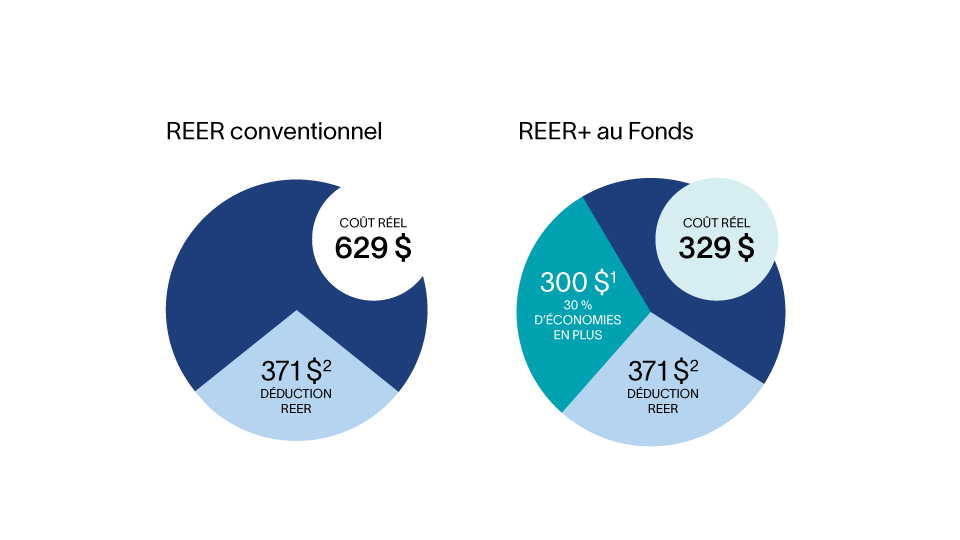 REER conventionnel
COÛT RÉEL
629 $
371 $²
DÉDUCTION
REER
REER+ au Fonds
COÛT RÉEL
329 $
300 $¹
30 %
D'ÉCONOMIES
EN PLUS
371 $²
DÉDUCTION
REER